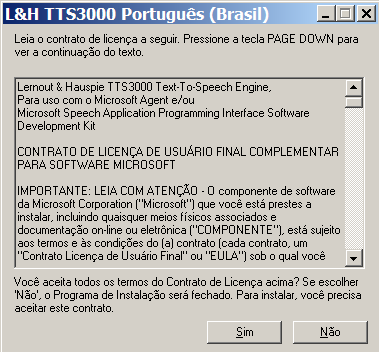 L&H TTS3000 Português (Brasil)
Leia o contrato de licença a seguir. Pressione a tecla PAGE DOWN para
ver a continuação do texto.
Lernout & Hauspie TTS3000 Text-To-Speech Engine,
Para uso com o Microsoft Agent e/ou
Microsoft Speech Application Programming Interface Software
Development Kit
CONTRATO DE LICENÇA DE USUÁRIO FINAL COMPLEMENTAR
PARA SOFTWARE MICROSOFT
IMPORTANTE: LEIA COM ATENÇÃO - O componente de software
da Microsoft Corporation ("Microsoft") que você está prestes a
instalar, incluindo quaisquer meios físicos associados e
documentação on-line ou eletrônica ("COMPONENTE"), está sujeito
aos termos e às condições do (a) contrato (cada contrato, um
"Contrato Licença de Usuário Final" ou "EULA") sob o qual você
Você aceita todos os termos do Contrato de Licença acima? Se escolher
'Não', o Programa de Instalação será fechado. Para instalar, você precisa
aceitar este contrato.
Sim
Não